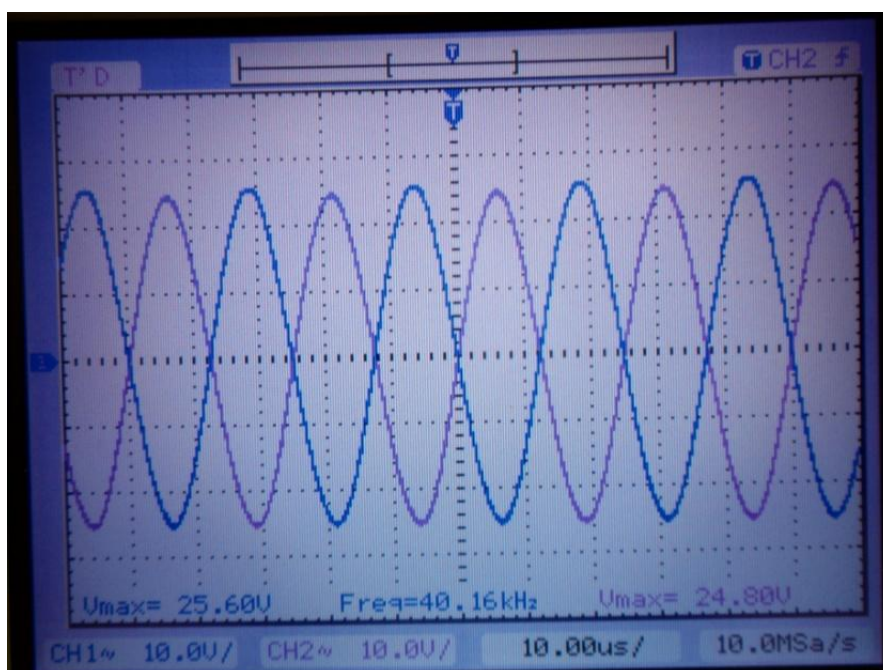 T'D
T CH2
T
T
1
Vmax= 25.60V Freq=40.16kHz Vmax= 24.80V
CH1~ 10.0V/ CH2~ 10.0V/ 10.00us/ 10.0MSa/s